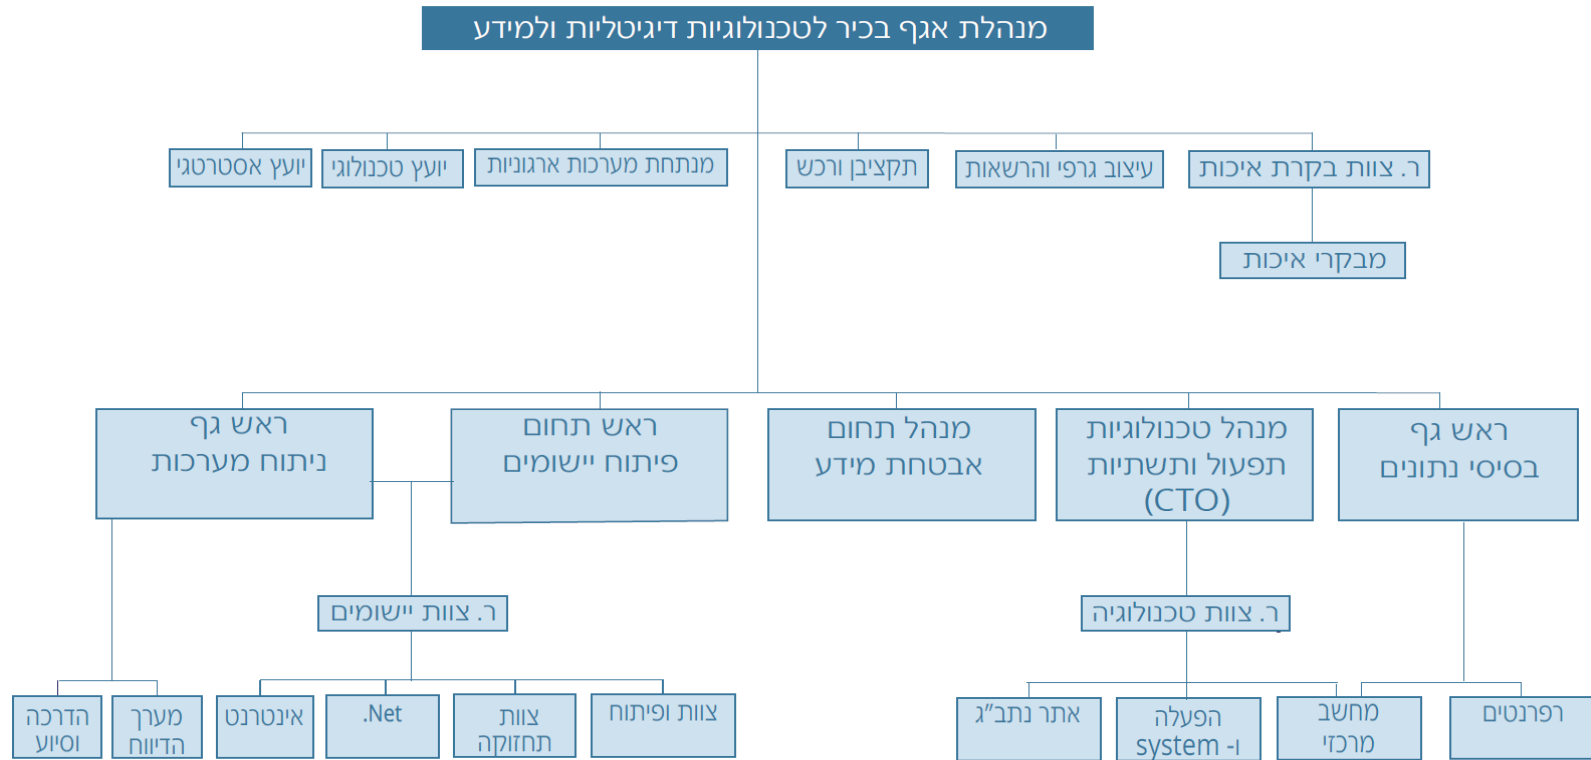 מנהלת אגף בכיר לטכנולוגיות דיגיטליות ולמידע
ר. צוות בקרת איכות
עיצוב גרפי והרשאות
תקציבן ורכש
מנתחת מערכות ארגוניות
יועץ טכנולוגי
יועץ אסטרטגי
מבקרי איכות
ראש גף
בסיסי נתונים
מנהל טכנולוגיות
תפעול ותשתיות
(CTO)
מנהל תחום
אבטחת מידע
ראש תחום
פיתוח יישומים
ראש גף
ניתוח מערכות
ר. צוות טכנולוגיה
ר. צוות יישומים
רפרנטים
מחשב
מרכזי
הפעלה
ו- system
אתר נתב"ג
צוות ופיתוח
צוות
תחזוקה
.Net
אינטרנט
מערך
הדיווח
הדרכה
וסיוע